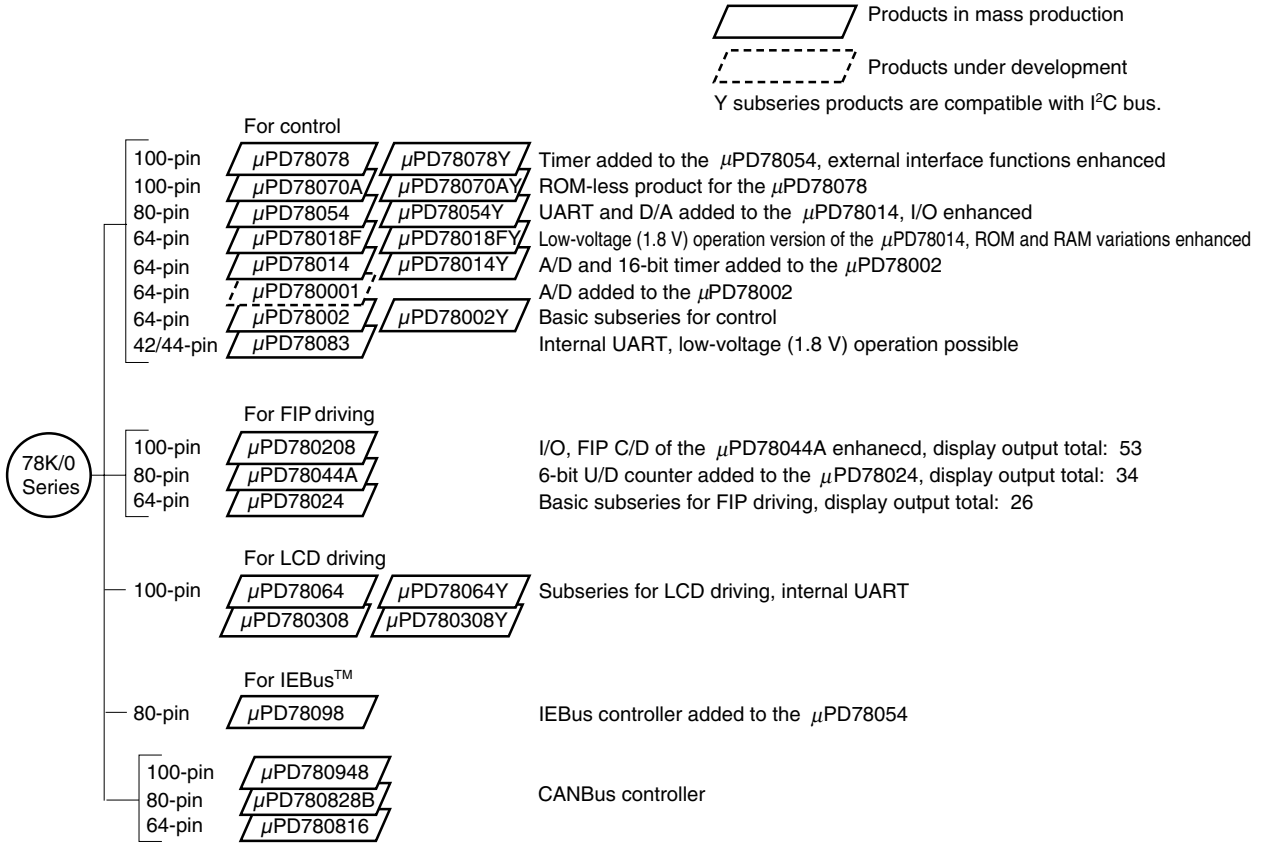 Products in mass production
Products under development
Y subseries products are compatible with I²C bus.
For control
100-pin µPD78078 µPD78078Y Timer added to the µPD78054, external interface functions enhanced
100-pin µPD78070A µPD78070AY ROM-less product for the µPD78078
80-pin µPD78054 µPD78054Y UART and D/A added to the µPD78014, I/O enhanced
64-pin µPD78018F µPD78018FY Low-voltage (1.8 V) operation version of the µPD78014, ROM and RAM variations enhanced
64-pin µPD78014 µPD78014Y A/D and 16-bit timer added to the µPD78002
64-pin µPD780001 A/D added to the µPD78002
64-pin µPD78002 µPD78002Y Basic subseries for control
42/44-pin µPD78083 Internal UART, low-voltage (1.8 V) operation possible
78K/0
Series
For FIP driving
100-pin µPD780208 I/O, FIP C/D of the µPD78044A enhanecd, display output total: 53
80-pin µPD78044A 6-bit U/D counter added to the µPD78024, display output total: 34
64-pin µPD78024 Basic subseries for FIP driving, display output total: 26
For LCD driving
100-pin µPD78064 µPD78064Y Subseries for LCD driving, internal UART
µPD780308 µPD780308Y
For IEBus™
80-pin µPD78098 IEBus controller added to the µPD78054
100-pin µPD780948
80-pin µPD780828B CANBus controller
64-pin µPD780816